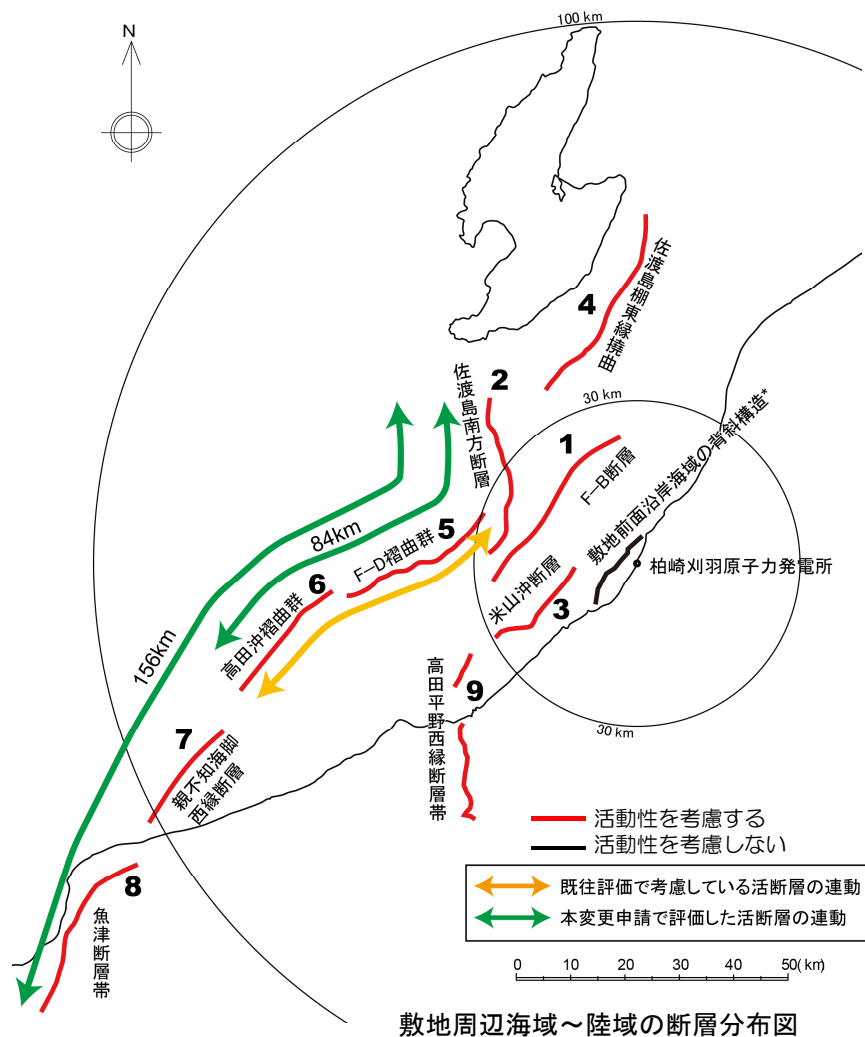 100 km
N
4
佐渡島棚東縁撓曲
佐渡島南方断層
2
30 km
1
F−B断層
敷地前面沿岸海域の背斜構造*
84km
F−D褶曲群
5
柏崎刈羽原子力発電所
6
高田沖褶曲群
米山沖断層
3
156km
9
高田平野西縁断層帯
7
親不知海脚
西縁断層
30 km
活動性を考慮する
活動性を考慮しない
8
魚津断層帯
既往評価で考慮している活断層の連動
本変更申請で評価した活断層の連動
0 10 20 30 40 50(km)
敷地周辺海域～陸域の断層分布図